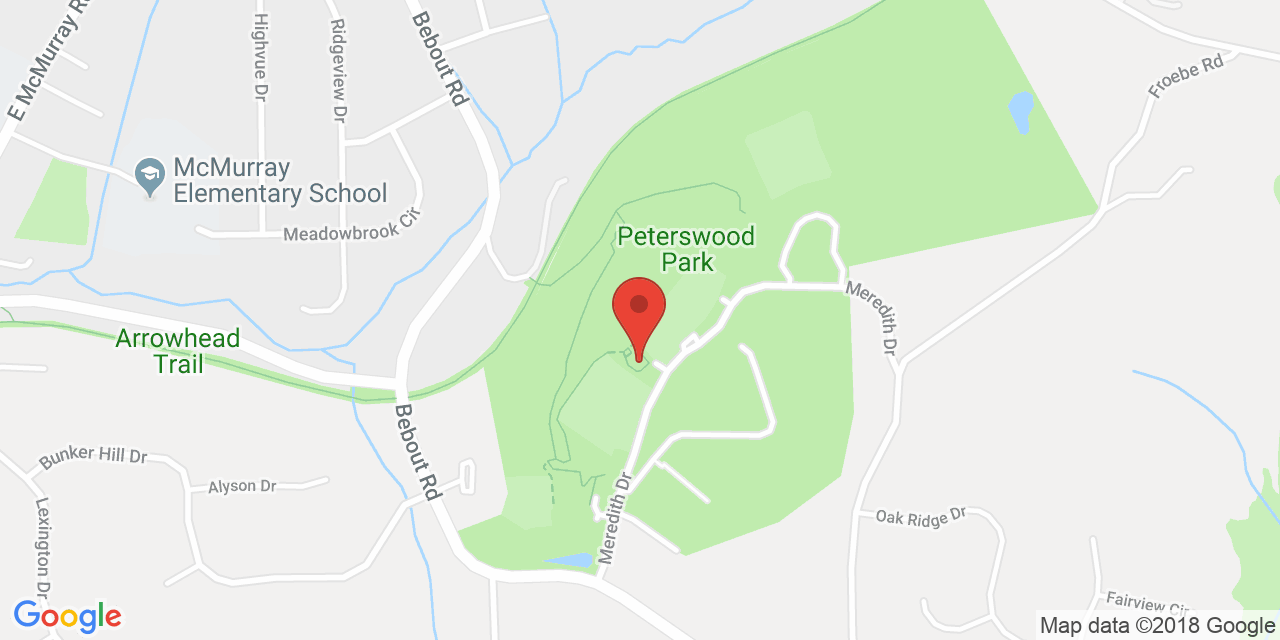 E McMurray Rd
Highvue Dr
Ridgeview Dr
Bebout Rd
Froebe Rd
McMurray
Elementary School
Meadowbrook Cir
Peterswood
Park
Meredith Dr
Arrowhead
Trail
Bebout Rd
Bunker Hill Dr
Alyson Dr
Lexington Dr
Meredith Dr
Oak Ridge Dr
Fairview Cir
Google
Map data ©2018 Google